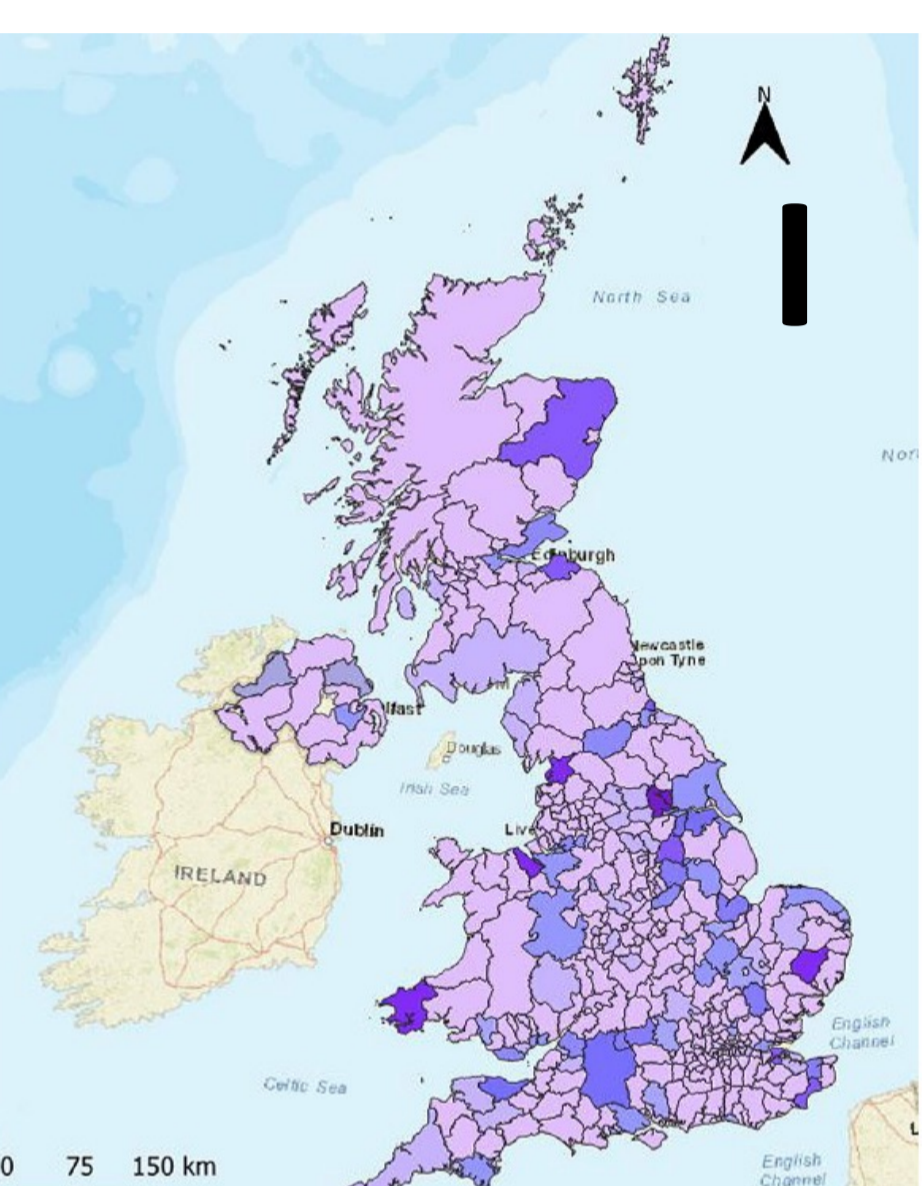 N
North Sea
Nort
Edinburgh
Newcastle
pon Tyne
lfast
Douglas
Irish Sea
Dublin
Live
IRELAND
English
Channel
Celtic Sea
L
0 75 150 km
English
Channel